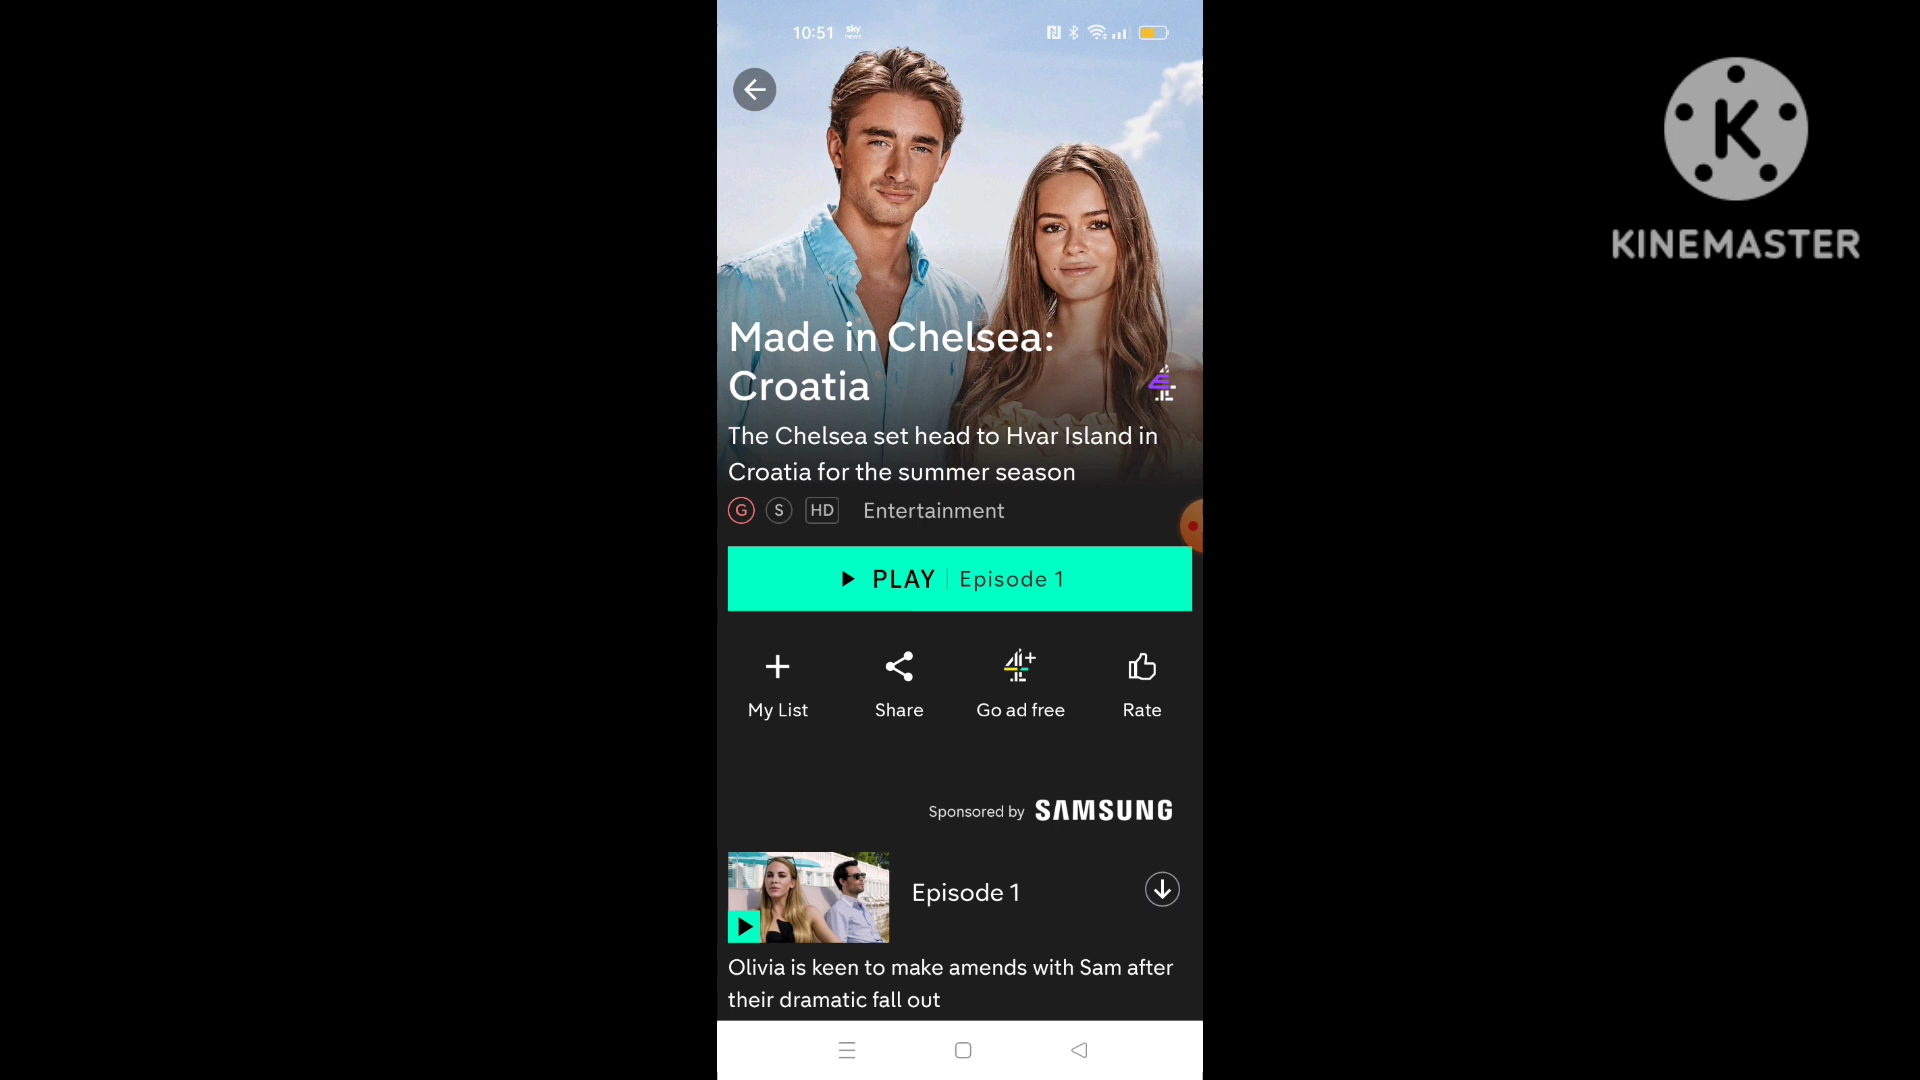 10:51 sky news
KINEMASTER
Made in Chelsea:
Croatia
The Chelsea set head to Hvar Island in
Croatia for the summer season
G S HD Entertainment
PLAY Episode 1
My List Share Go ad free Rate
Sponsored by SAMSUNG
Episode 1
Olivia is keen to make amends with Sam after
their dramatic fall out